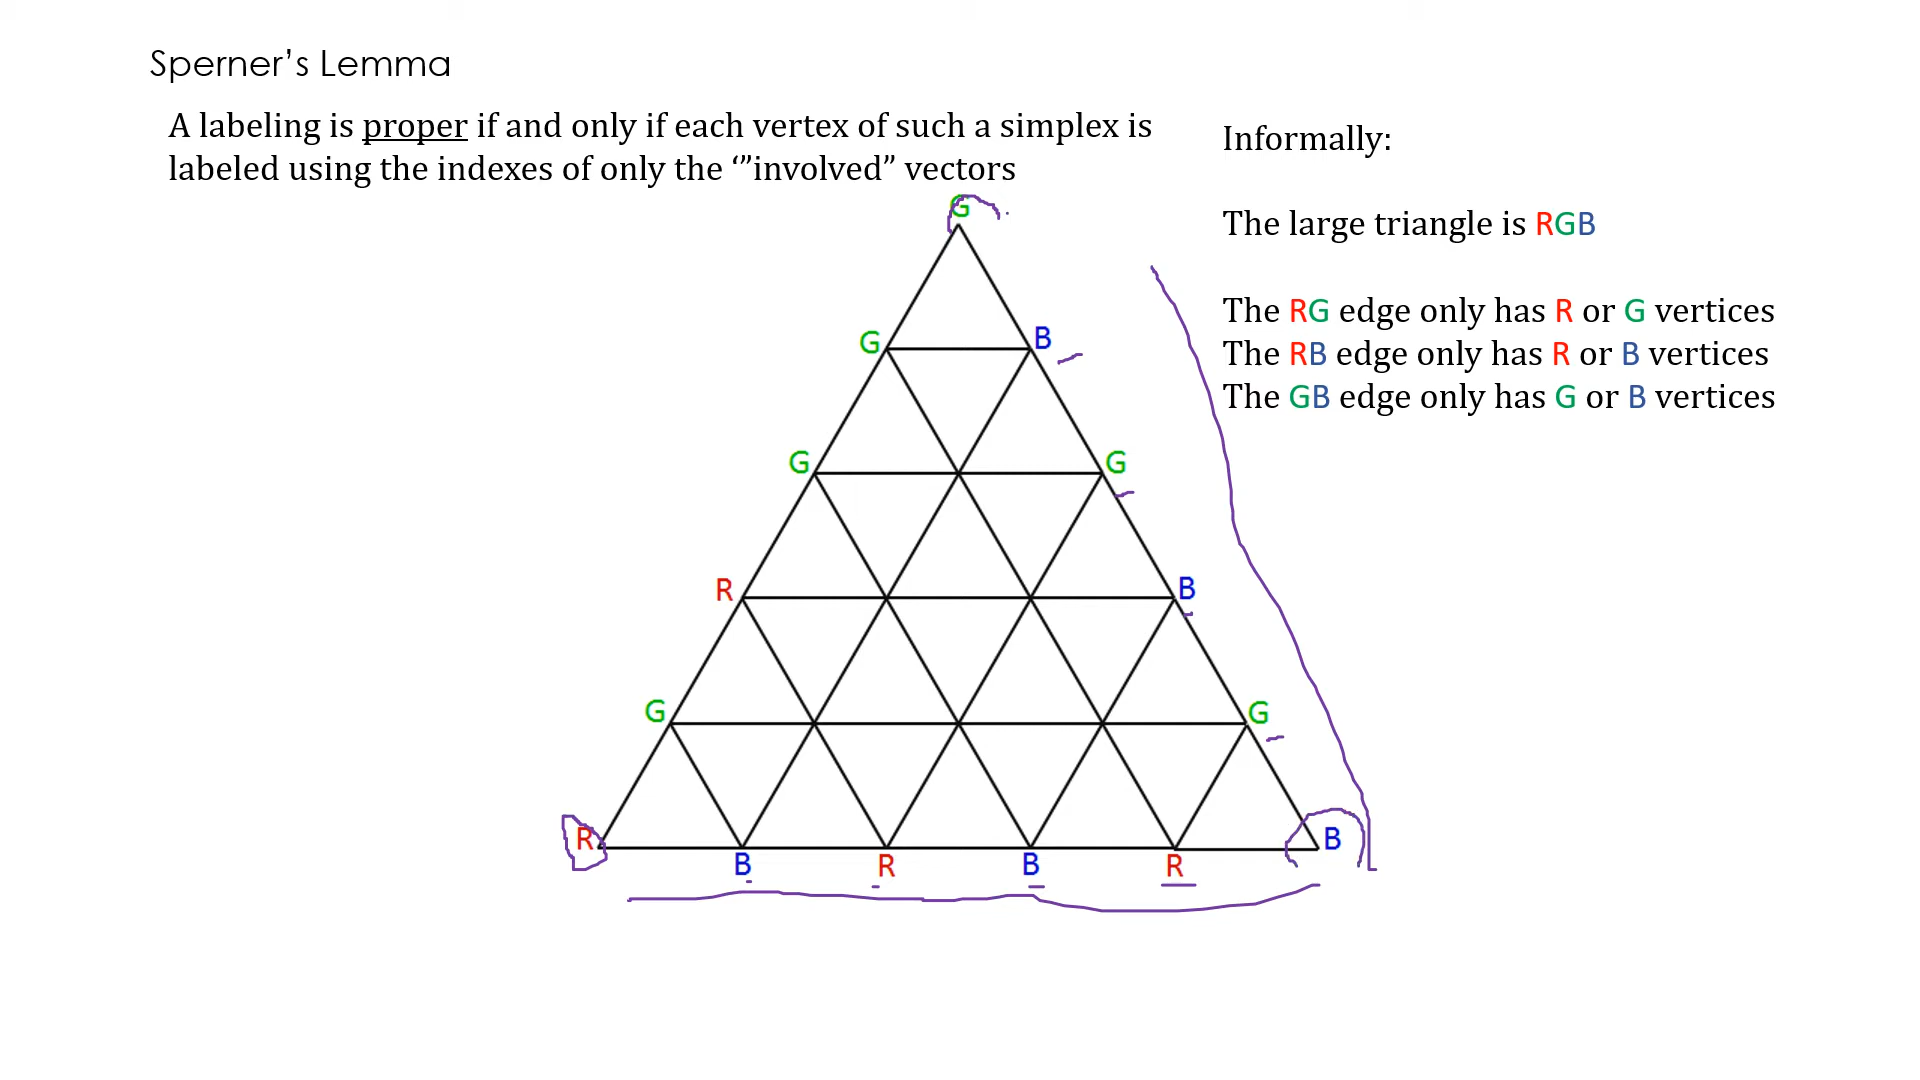 Sperner’s Lemma
A labeling is proper if and only if each vertex of such a simplex is
labeled using the indexes of only the ‘”involved” vectors
Informally:
The large triangle is RGB
The RG edge only has R or G vertices
The RB edge only has R or B vertices
The GB edge only has G or B vertices
G
G B
G G
R B
G G
R B
B R B R